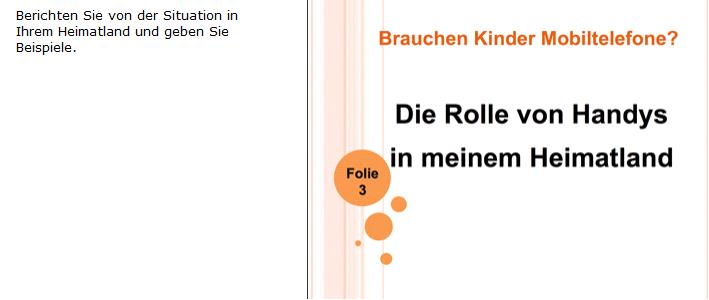 Berichten Sie von der Situation in
Ihrem Heimatland und geben Sie
Beispiele.
Brauchen Kinder Mobiltelefone?
Die Rolle von Handys
in meinem Heimatland
Folie
3